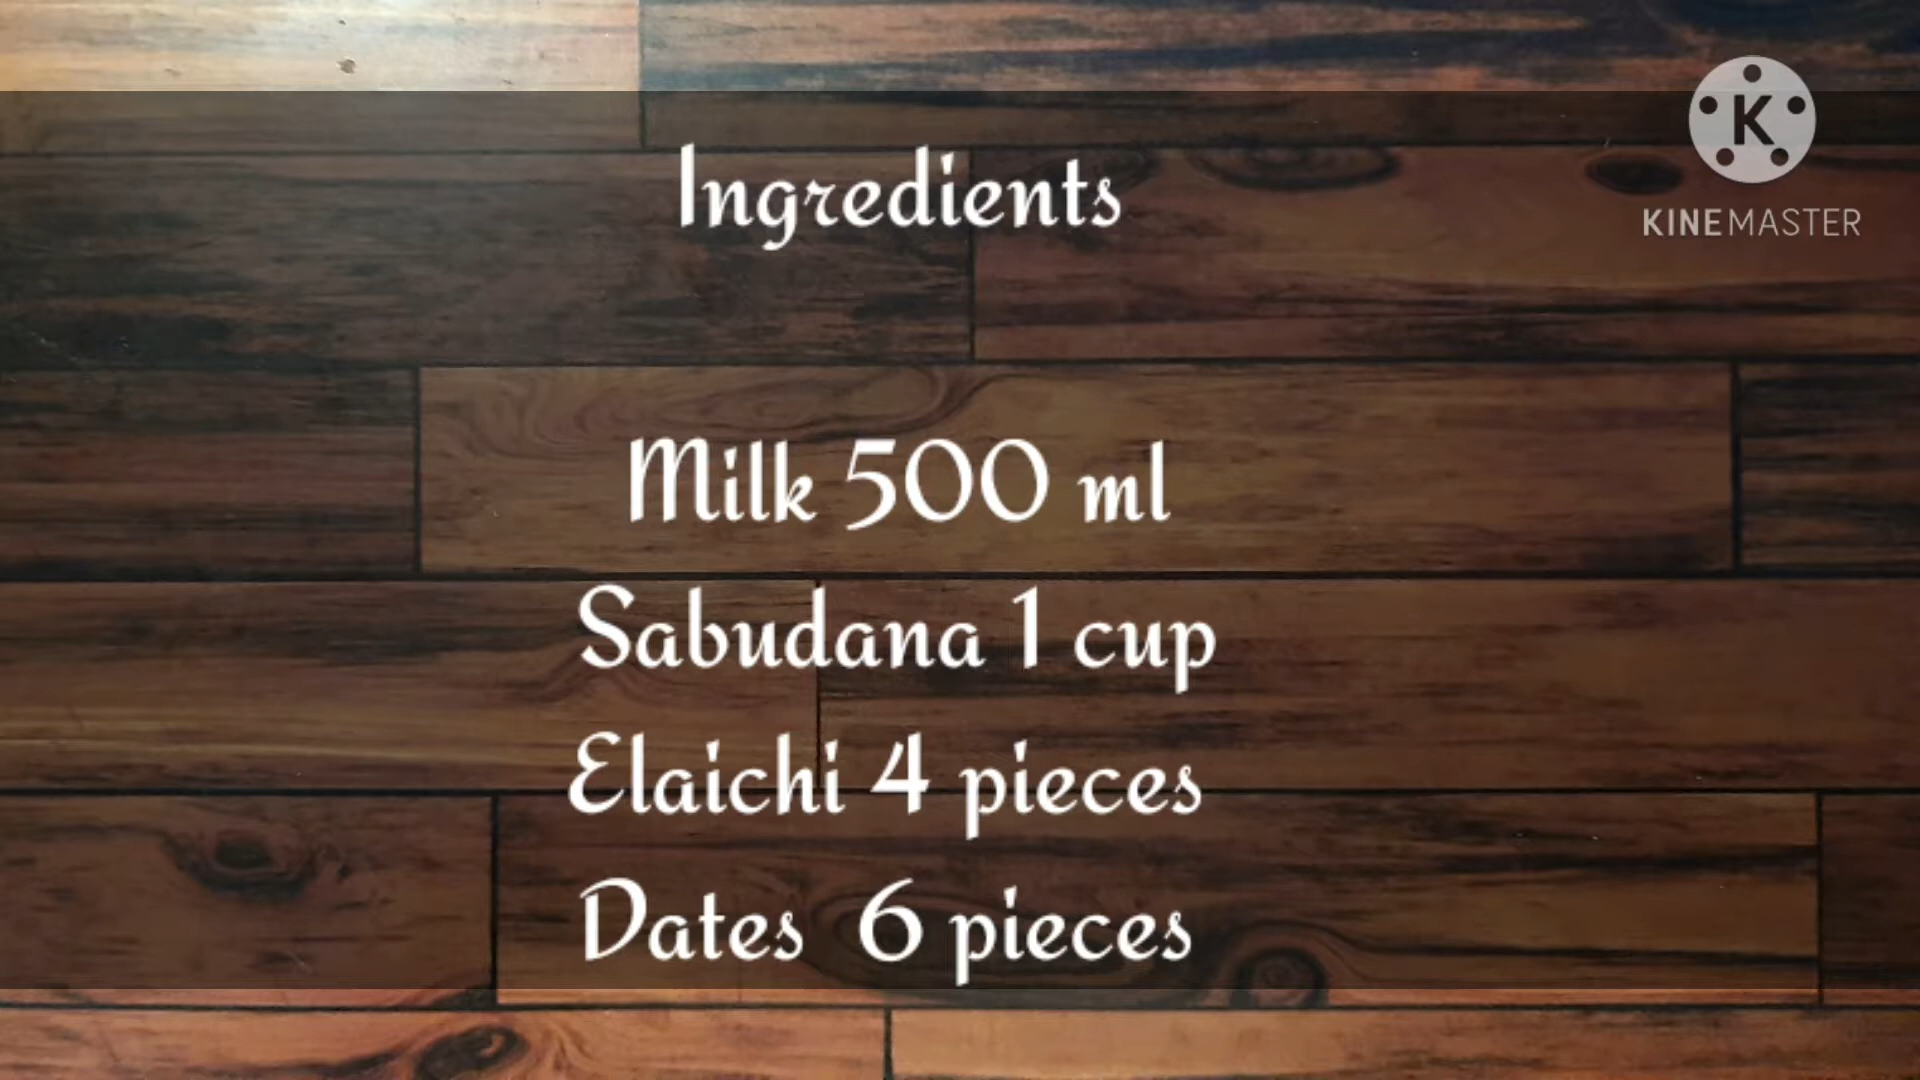 Ingredients
KINEMASTER
Milk 500 ml
Sabudana 1 cup
Elaichi 4 pieces
Dates 6 pieces